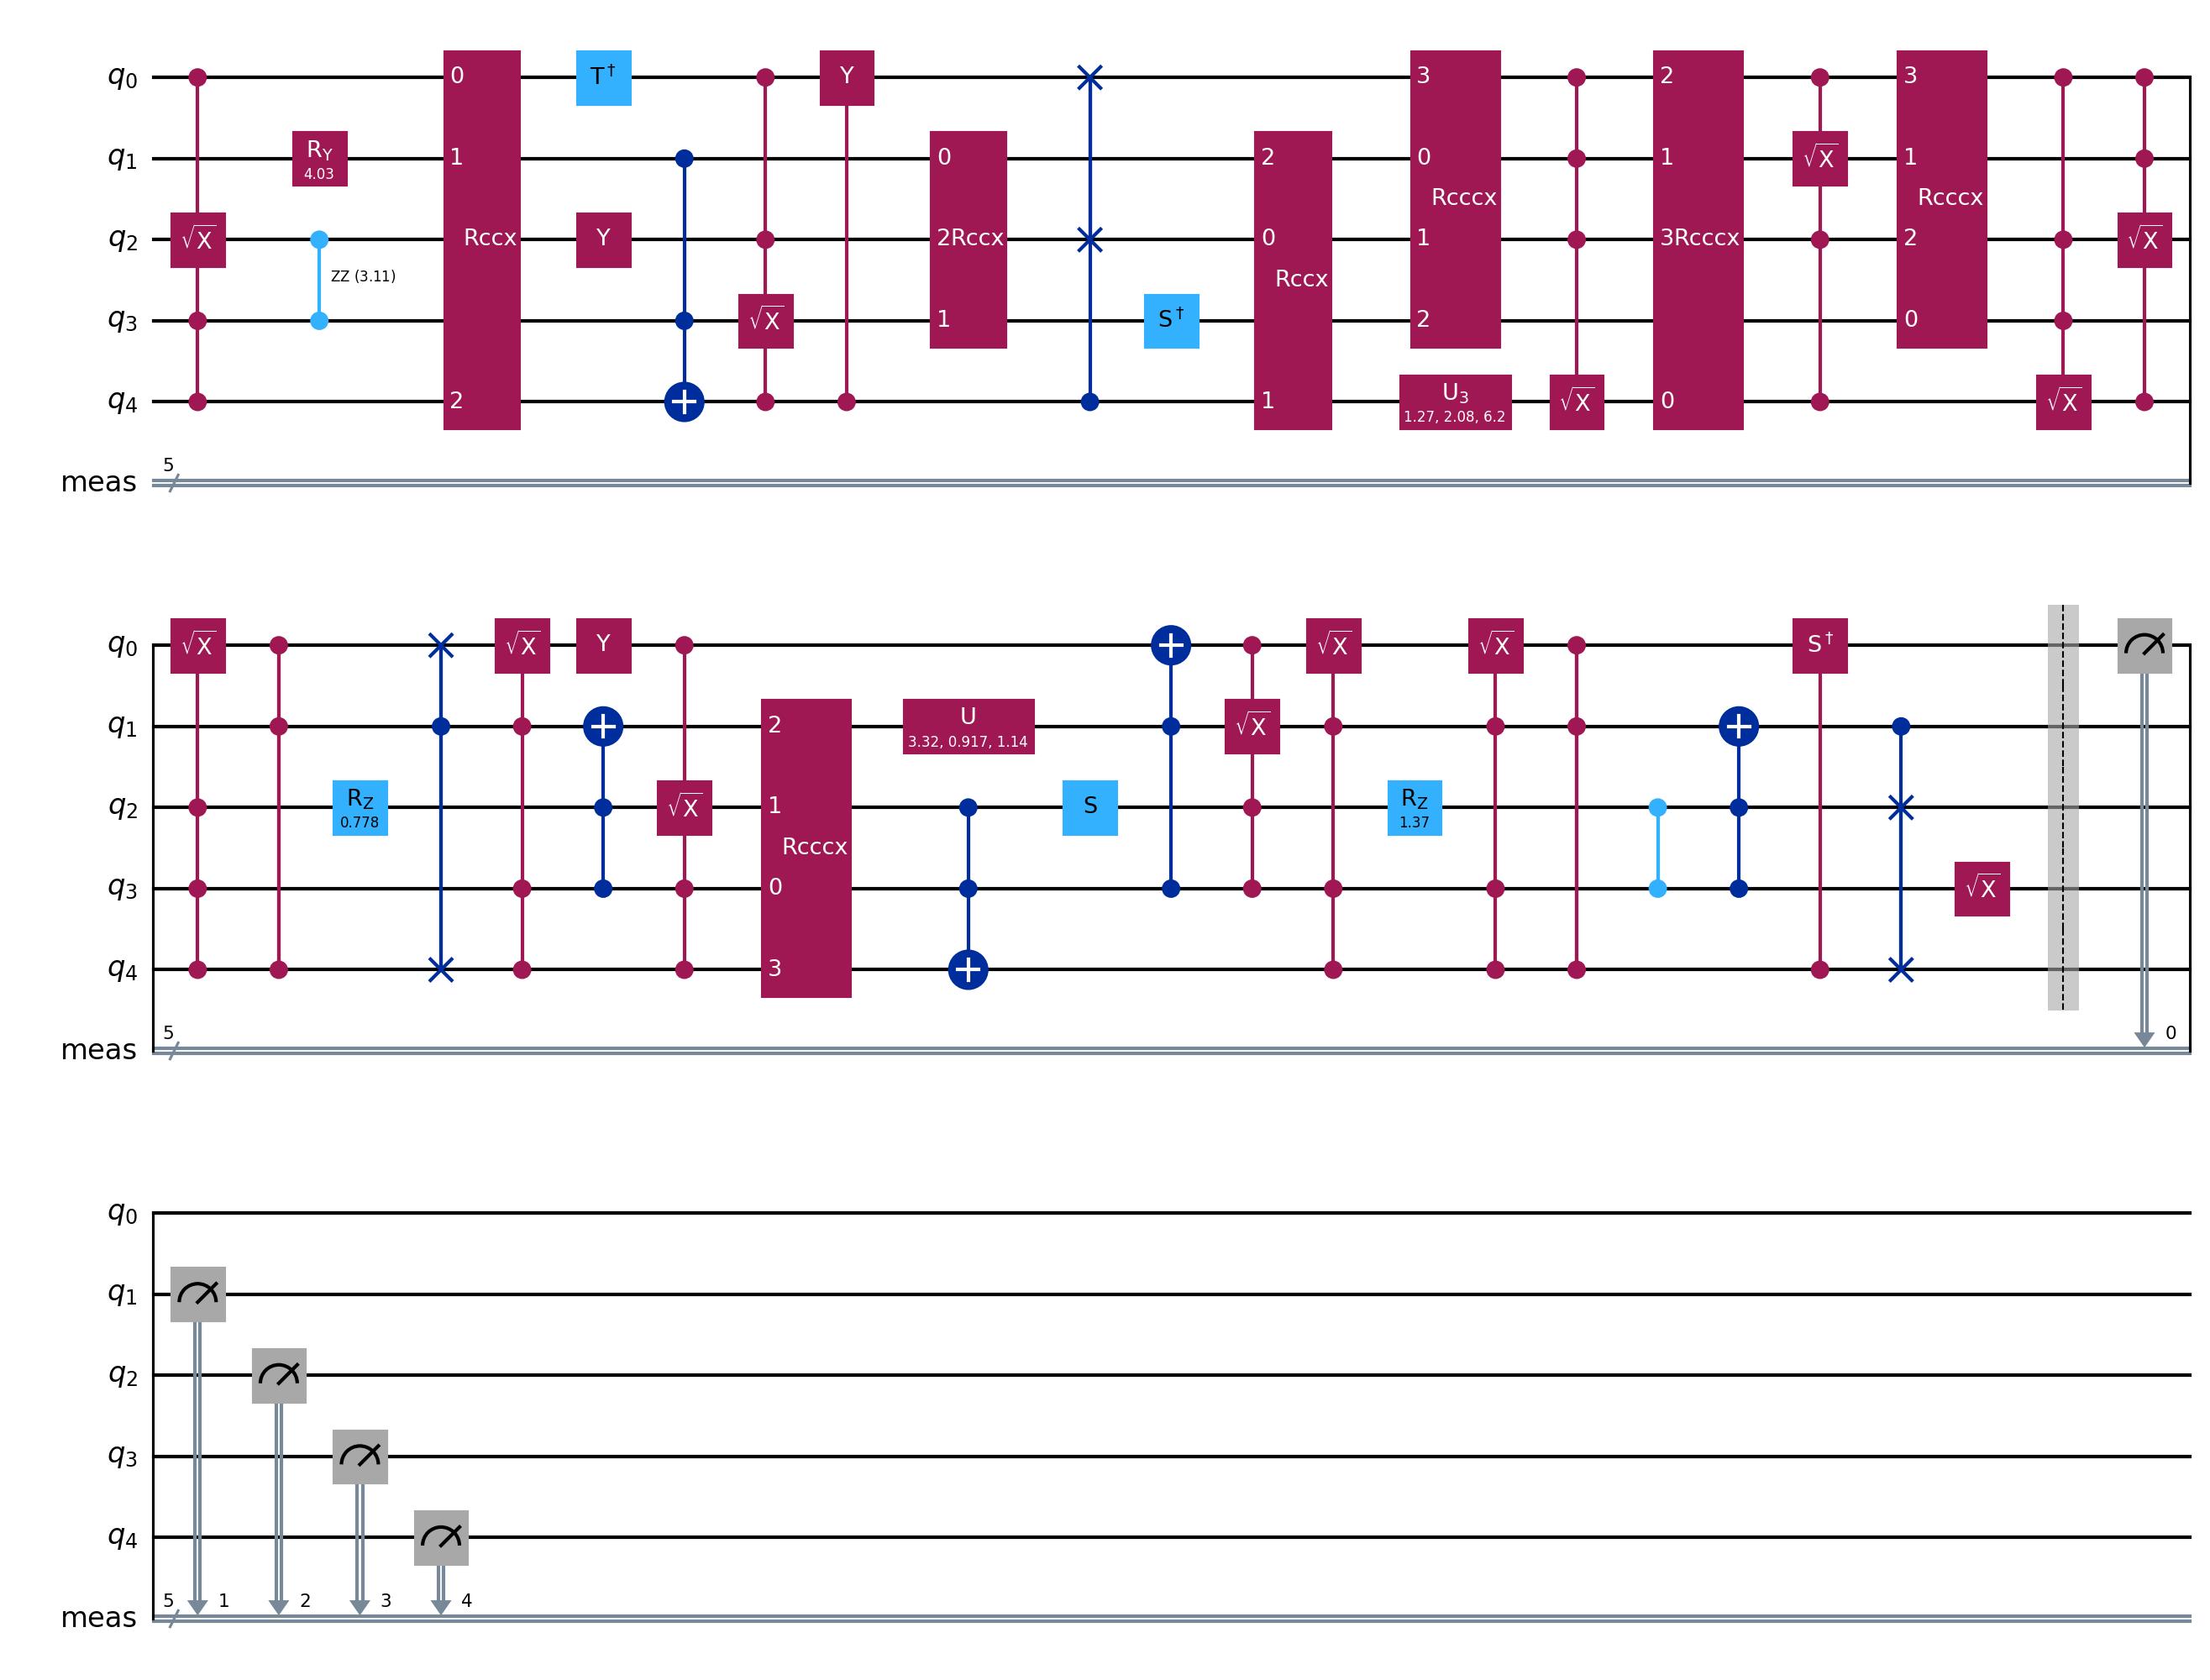 q0 0 T† Y 3 2 3
q1 RY 4.03 1 0 2 0 Rcccx 1 √X 1 Rcccx
q2 √X ZZ (3.11) Rccx Y 2Rccx 0 Rccx 1 3Rcccx 2 √X
q3 √X 1 S† 2 0
q4 2 1 U3 1.27, 2.08, 6.2 √X 0 √X
meas 5
q0 √X √X Y √X √X S†
q1 2 U 3.32, 0.917, 1.14 √X
q2 RZ 0.778 √X 1 Rcccx S RZ 1.37
q3 0 √X
q4 3
meas 5 0
q0
q1
q2
q3
q4
meas 5 1 2 3 4